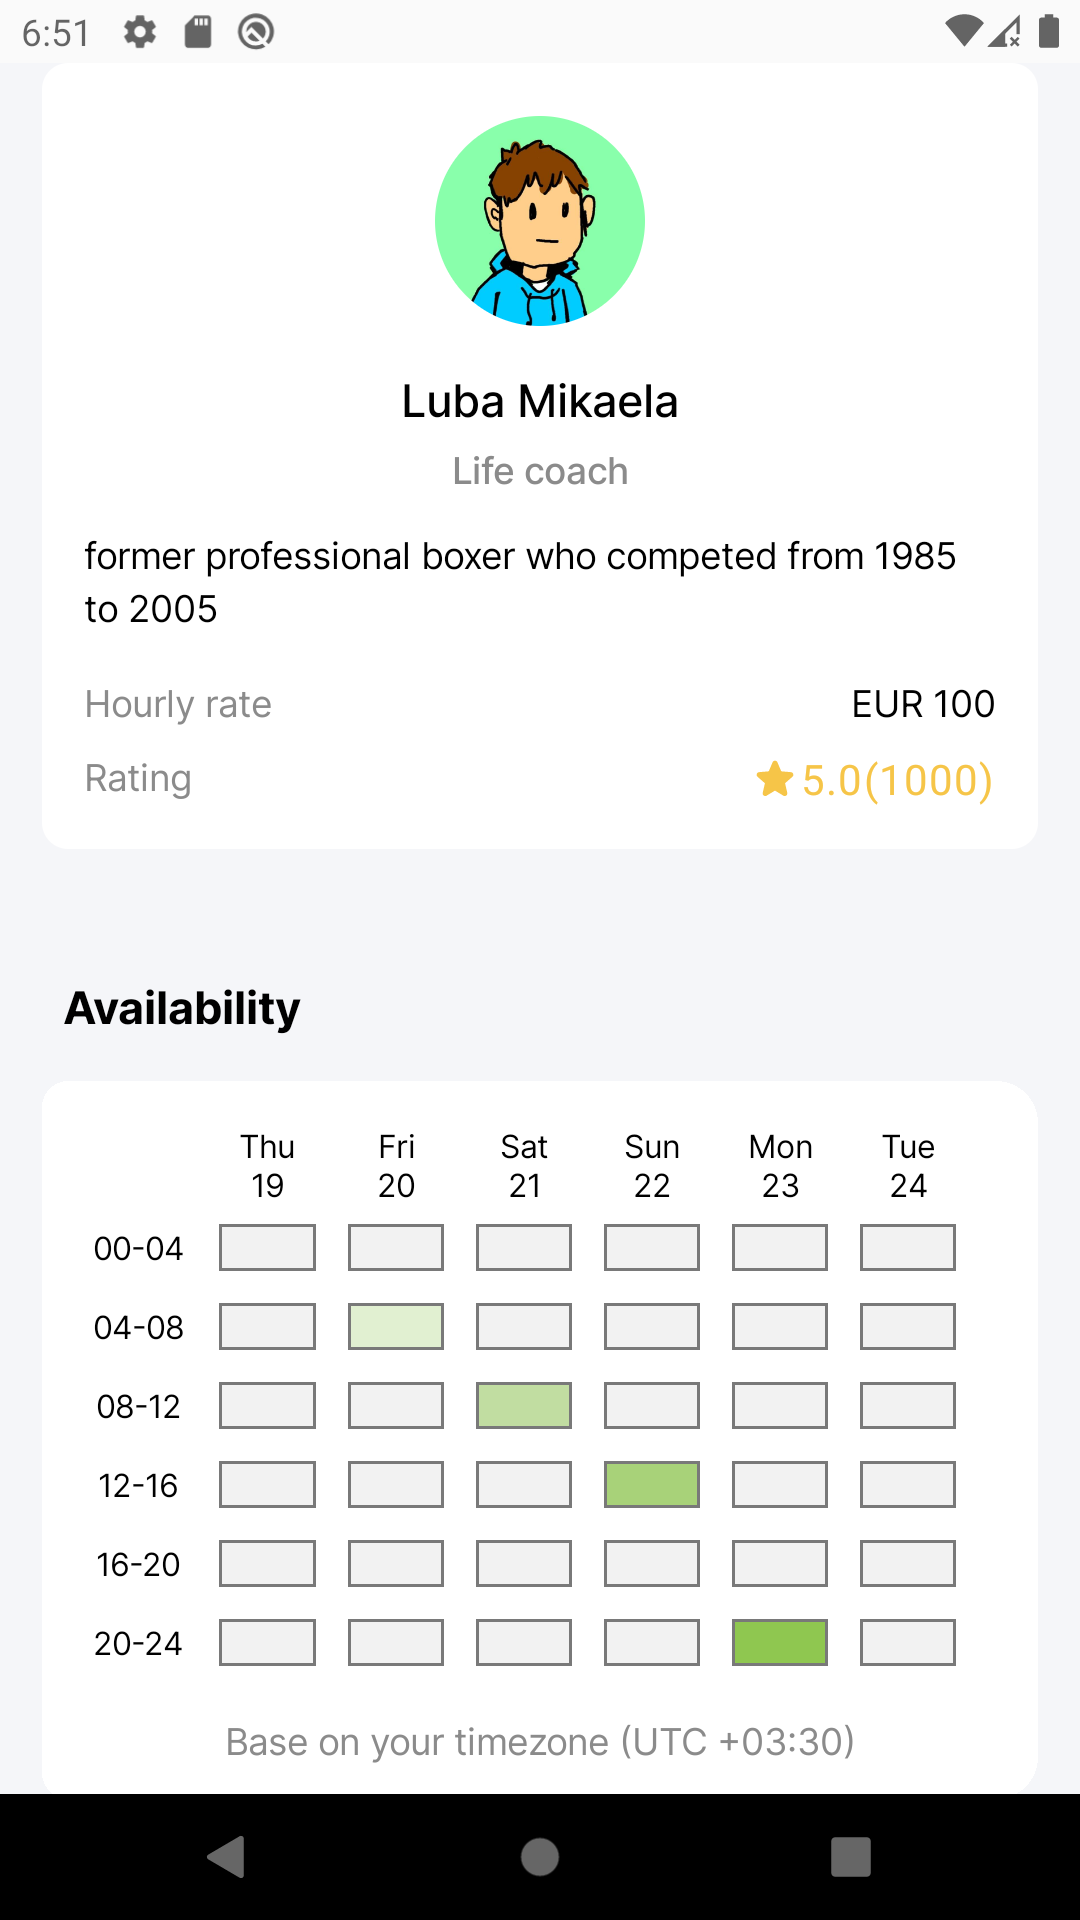 6:51
Luba Mikaela
Life coach
former professional boxer who competed from 1985
to 2005
Hourly rate EUR 100
Rating 5.0(1000)
Availability
Thu Fri Sat Sun Mon Tue
19 20 21 22 23 24
00-04
04-08
08-12
12-16
16-20
20-24
Base on your timezone (UTC +03:30)